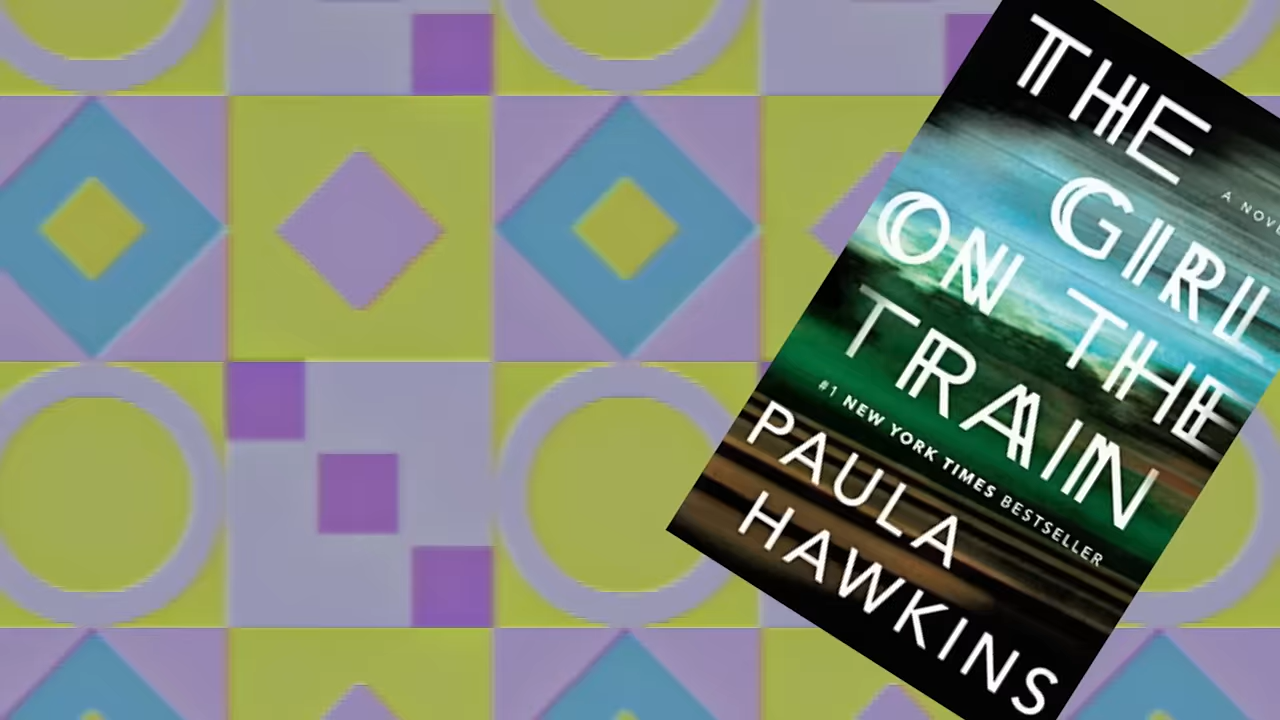 THE
GIRL
A NOVEL
ON THE
TRAIN
#1 NEW YORK TIMES BESTSELLER
PAULA
HAWKINS